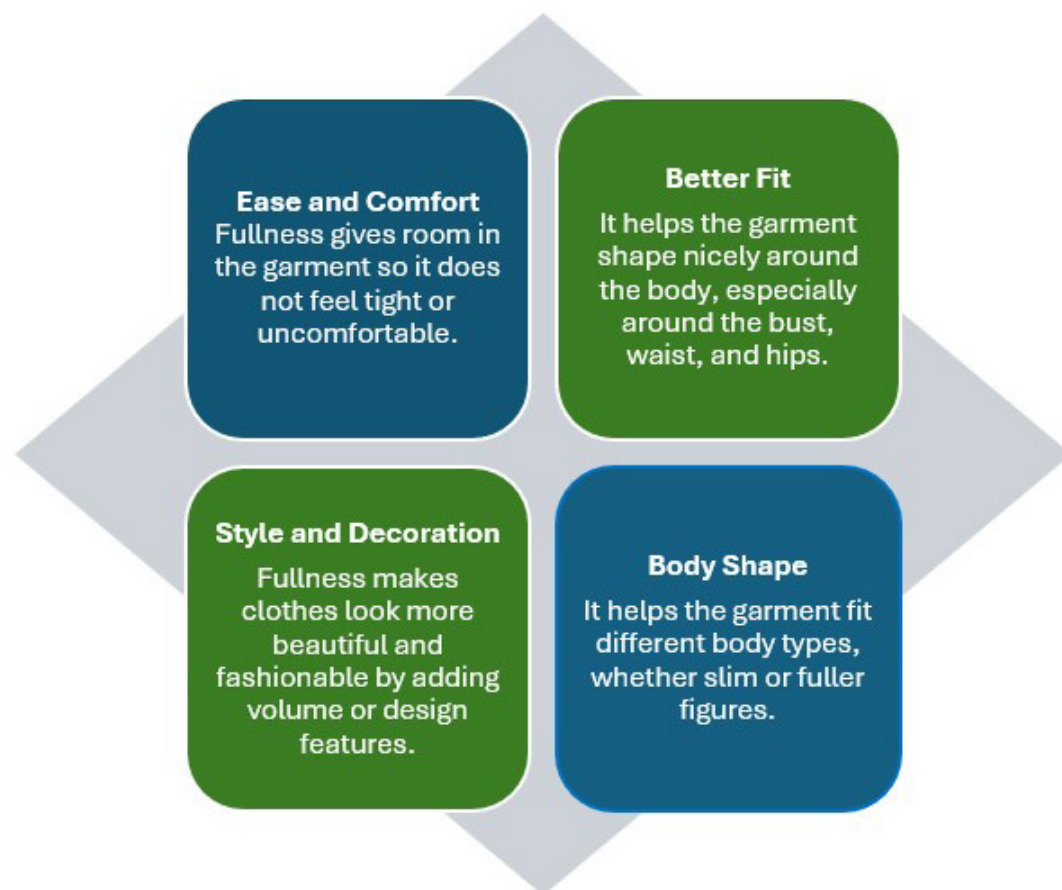 Ease and Comfort
Fullness gives room in
the garment so it does
not feel tight or
uncomfortable.
Better Fit
It helps the garment
shape nicely around
the body, especially
around the bust,
waist, and hips.
Style and Decoration
Fullness makes
clothes look more
beautiful and
fashionable by adding
volume or design
features.
Body Shape
It helps the garment fit
different body types,
whether slim or fuller
figures.